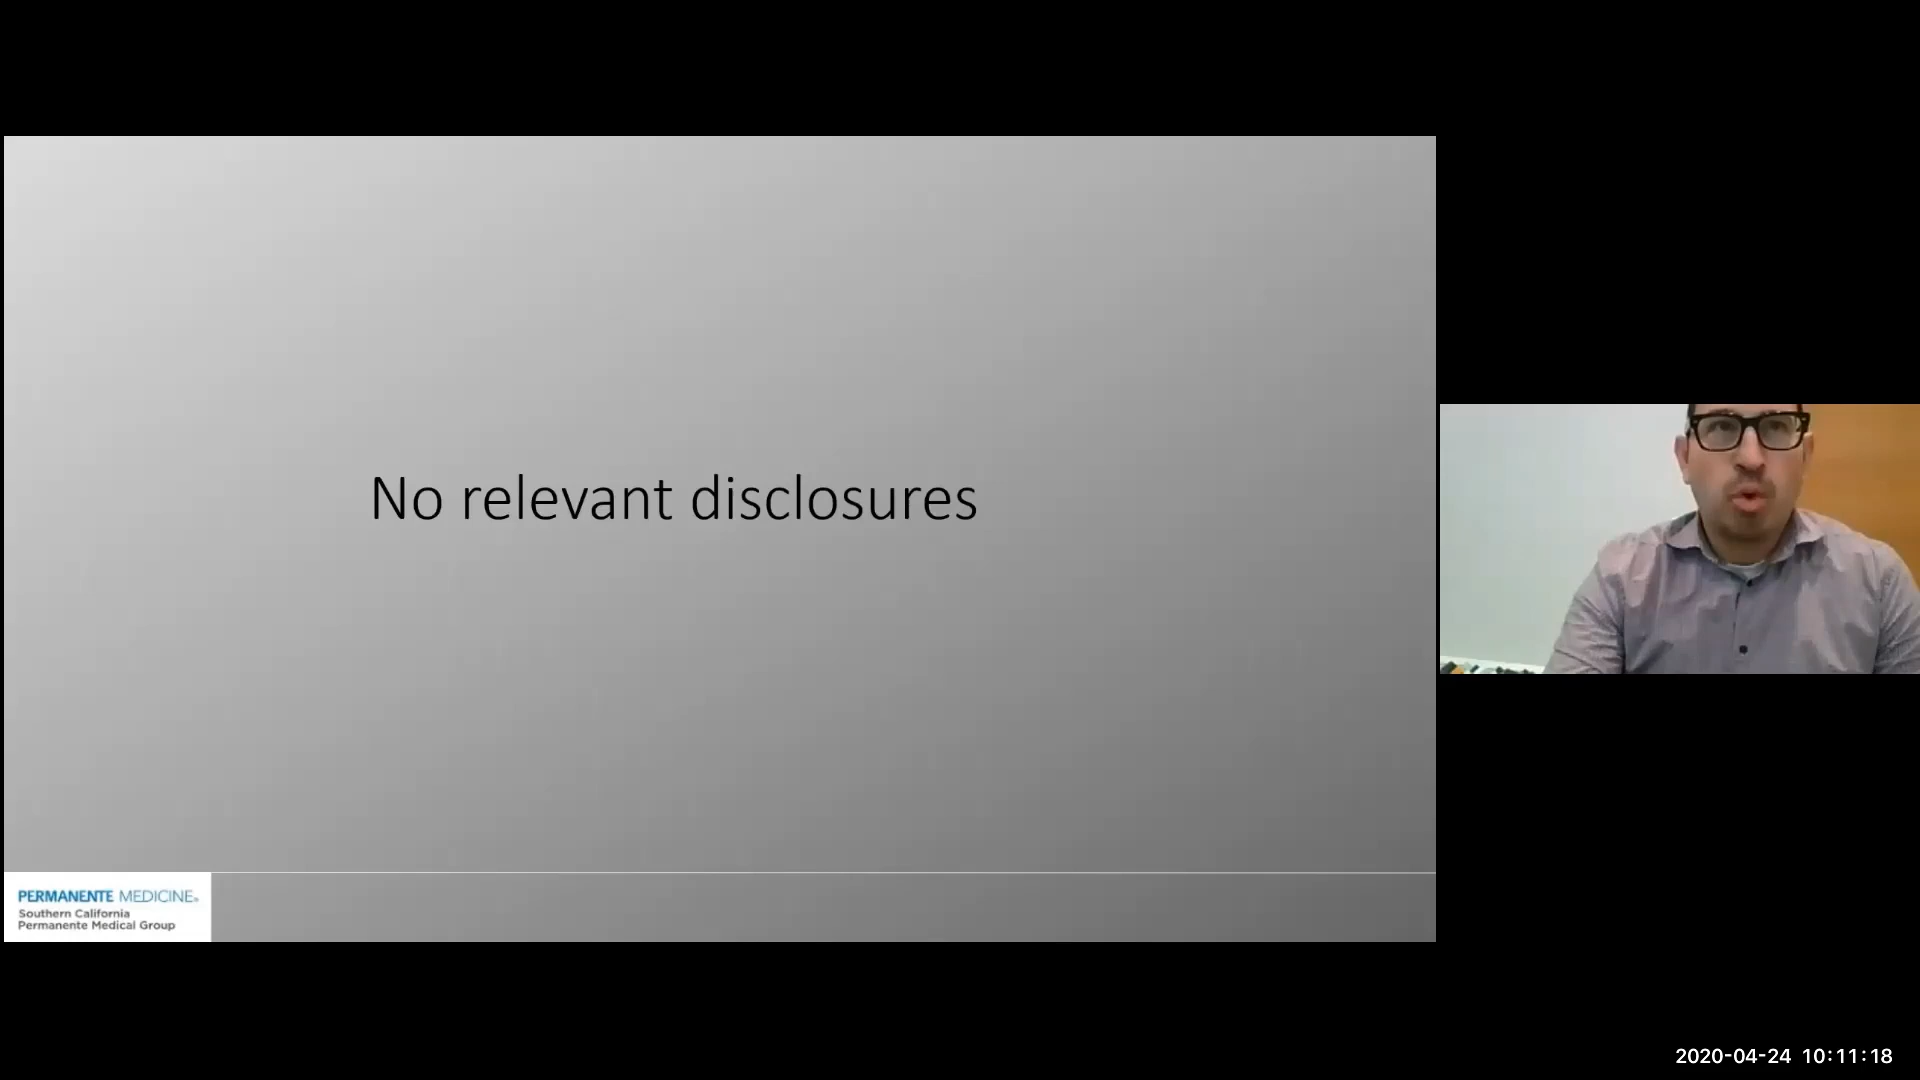 No relevant disclosures
PERMANENTE MEDICINE®
Southern California
Permanente Medical Group
2020-04-24 10:11:18